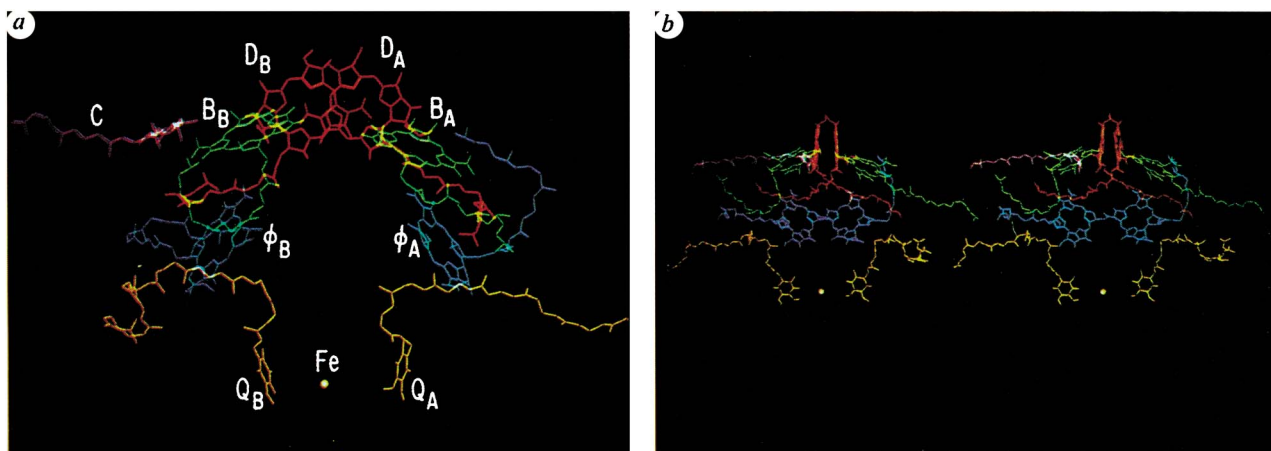 a
b
D_B D_A
C B_B B_A
ϕ_B ϕ_A
Fe
Q_B Q_A